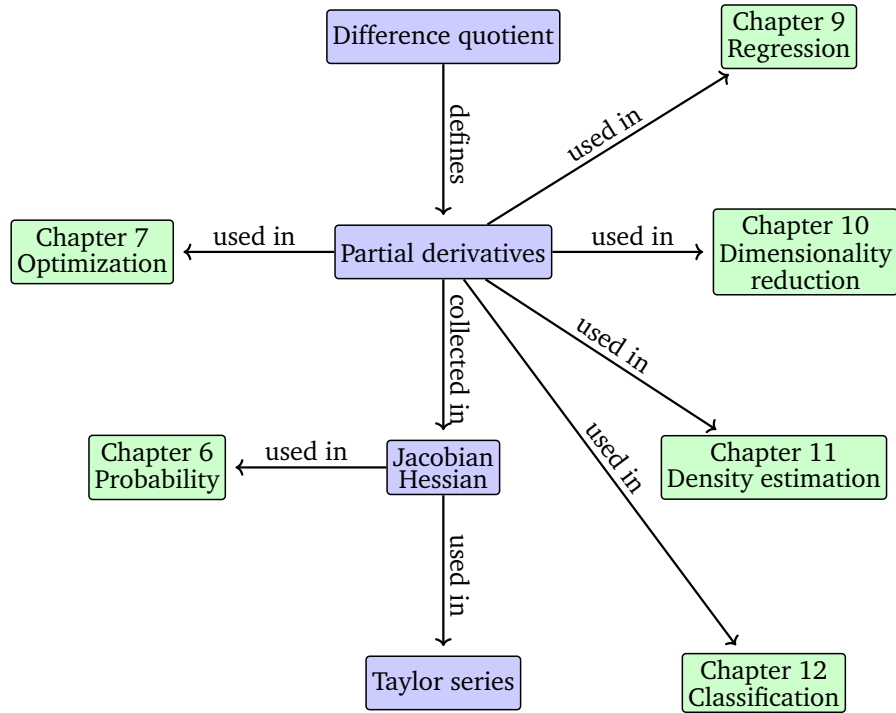 Difference quotient
Chapter 9
Regression
defines
used in
Chapter 7
Optimization
used in
Partial derivatives
used in
Chapter 10
Dimensionality
reduction
collected in
used in
used in
Chapter 6
Probability
used in
Jacobian
Hessian
Chapter 11
Density estimation
used in
Taylor series
Chapter 12
Classification